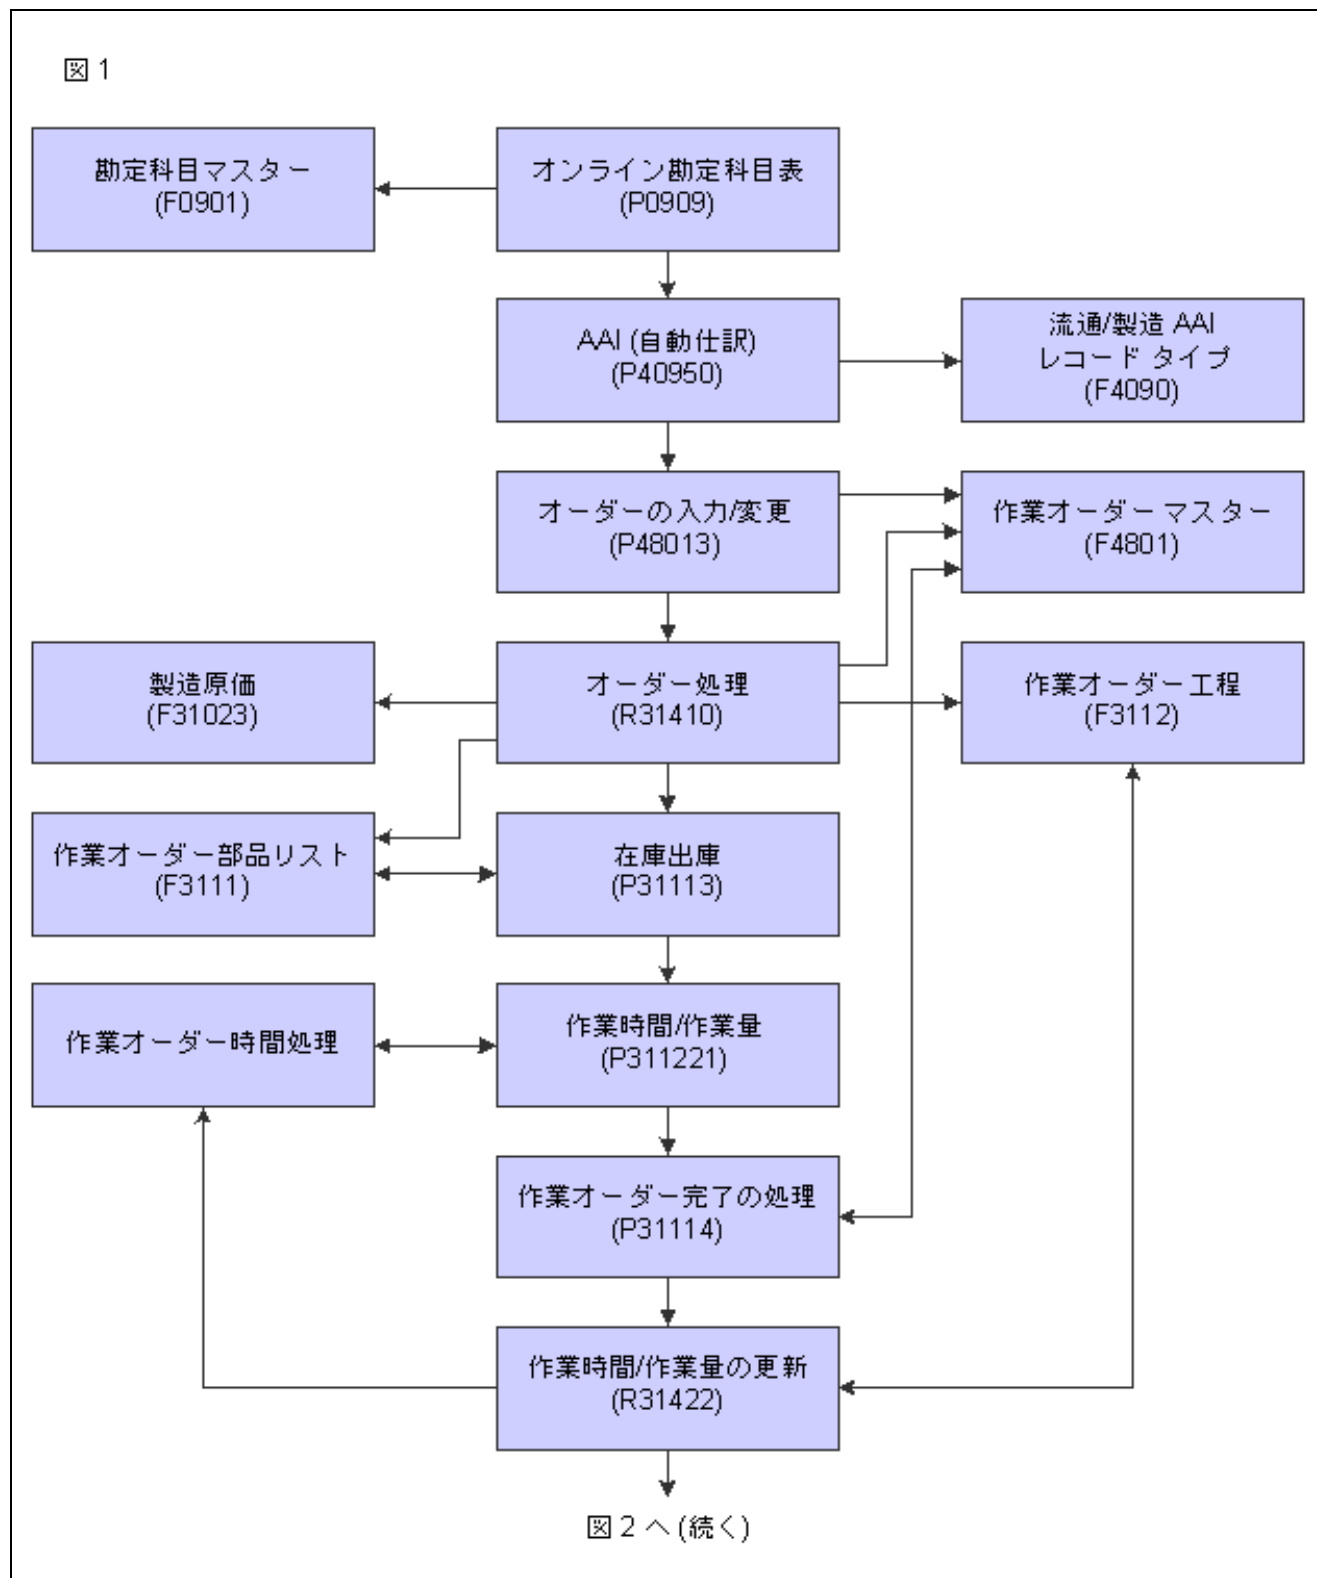 図 1
勘定科目マスター
(F0901)
オンライン勘定科目表
(P0909)
AAI (自動仕訳)
(P40950)
流通/製造 AAI
レコード タイプ
(F4090)
オーダーの入力/変更
(P48013)
作業オーダー マスター
(F4801)
製造原価
(F31023)
オーダー処理
(R31410)
作業オーダー工程
(F3112)
作業オーダー部品リスト
(F3111)
在庫出庫
(P31113)
作業オーダー時間処理
作業時間/作業量
(P311221)
作業オーダー完了の処理
(P31114)
作業時間/作業量の更新
(R31422)
図 2 へ (続く)